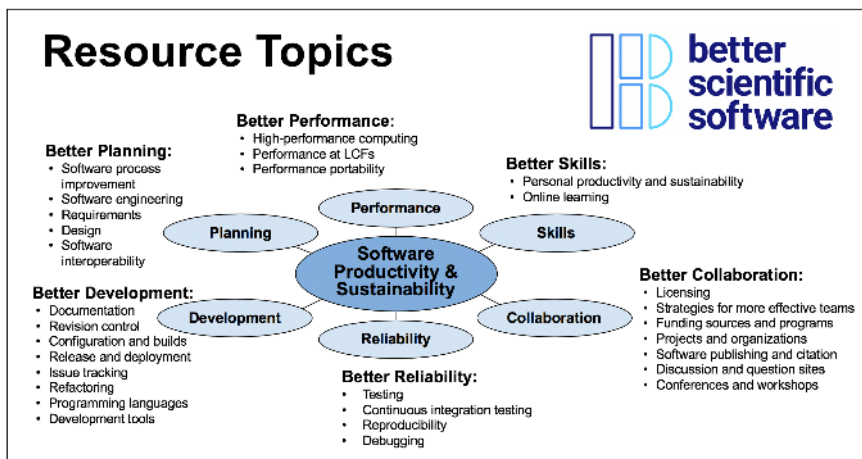 Resource Topics
better
scientific
software
Better Performance:
• High-performance computing
• Performance at LCFs
• Performance portability
Better Planning:
• Software process
improvement
• Software engineering
• Requirements
• Design
• Software
interoperability
Better Skills:
• Personal productivity and sustainability
• Online learning
Performance
Planning
Skills
Software
Productivity &
Sustainability
Development
Collaboration
Reliability
Better Development:
• Documentation
• Revision control
• Configuration and builds
• Release and deployment
• Issue tracking
• Refactoring
• Programming languages
• Development tools
Better Reliability:
• Testing
• Continuous integration testing
• Reproducibility
• Debugging
Better Collaboration:
• Licensing
• Strategies for more effective teams
• Funding sources and programs
• Projects and organizations
• Software publishing and citation
• Discussion and question sites
• Conferences and workshops